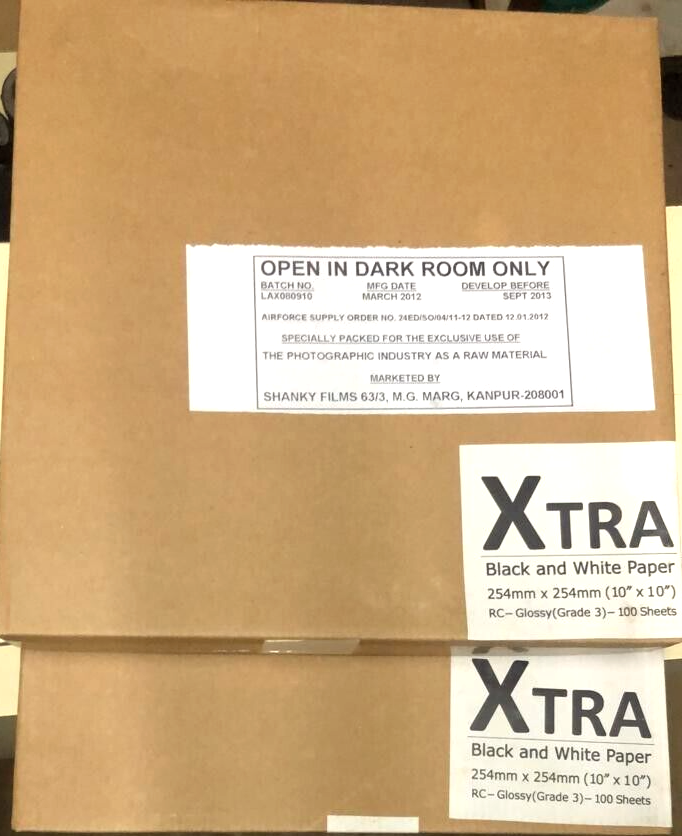 OPEN IN DARK ROOM ONLY
BATCH NO. MFG DATE DEVELOP BEFORE
LAX080910 MARCH 2012 SEPT 2013
AIRFORCE SUPPLY ORDER NO. 24ED/SO/04/11-12 DATED 12.01.2012
SPECIALLY PACKED FOR THE EXCLUSIVE USE OF
THE PHOTOGRAPHIC INDUSTRY AS A RAW MATERIAL
MARKETED BY
SHANKY FILMS 63/3, M.G. MARG, KANPUR-208001
XTRA
Black and White Paper
254mm x 254mm (10" x 10")
RC-Glossy(Grade 3)-100 Sheets
XTRA
Black and White Paper
254mm x 254mm (10" x 10")
RC-Glossy(Grade 3)-100 Sheets